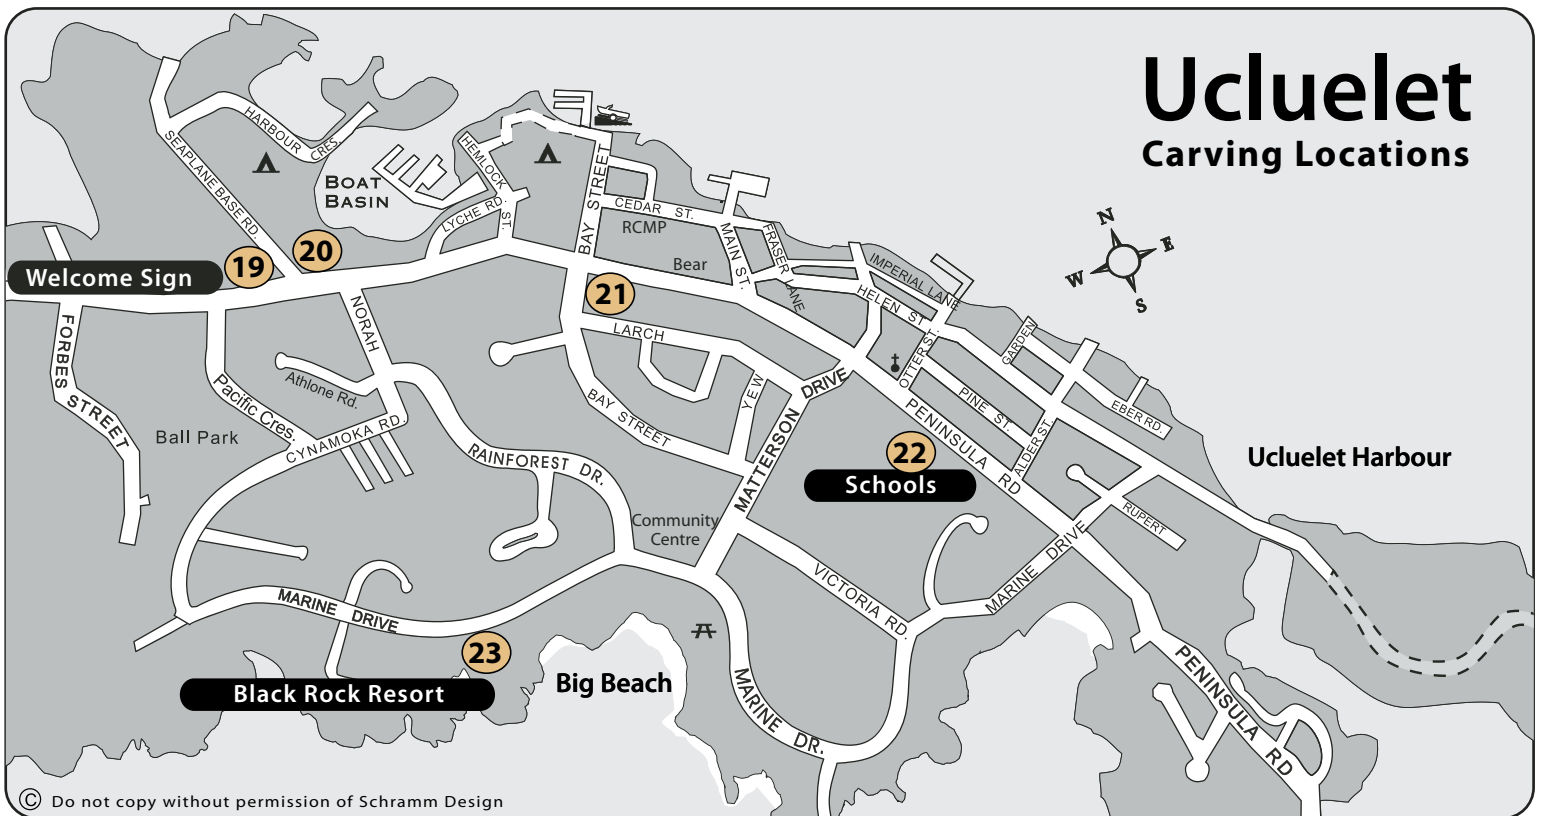 Ucluelet
Carving Locations
N
E
W
S
HARBOUR CRES.
SEAPLANE BASE RD.
BOAT
BASIN
HEMLOCK ST.
LYCHE RD.
BAY STREET
CEDAR ST.
RCMP
MAIN ST.
FRASER LANE
Bear
IMPERIAL LANE
HELEN ST.
19
20
Welcome Sign
21
FORBES STREET
NORAH
LARCH
OTTER ST.
GARDEN
Athlone Rd.
Pacific Cres.
YEW
MATTERSON DRIVE
PINE ST.
EBER RD.
Ball Park
CYNAMOKA RD.
BAY STREET
PENINSULA RD
ALDER ST.
22
Schools
Ucluelet Harbour
RAINFOREST DR.
Community
Centre
RUPERT
MARINE DRIVE
VICTORIA RD.
MARINE DRIVE
23
Black Rock Resort
Big Beach
MARINE DR.
PENINSULA RD
© Do not copy without permission of Schramm Design